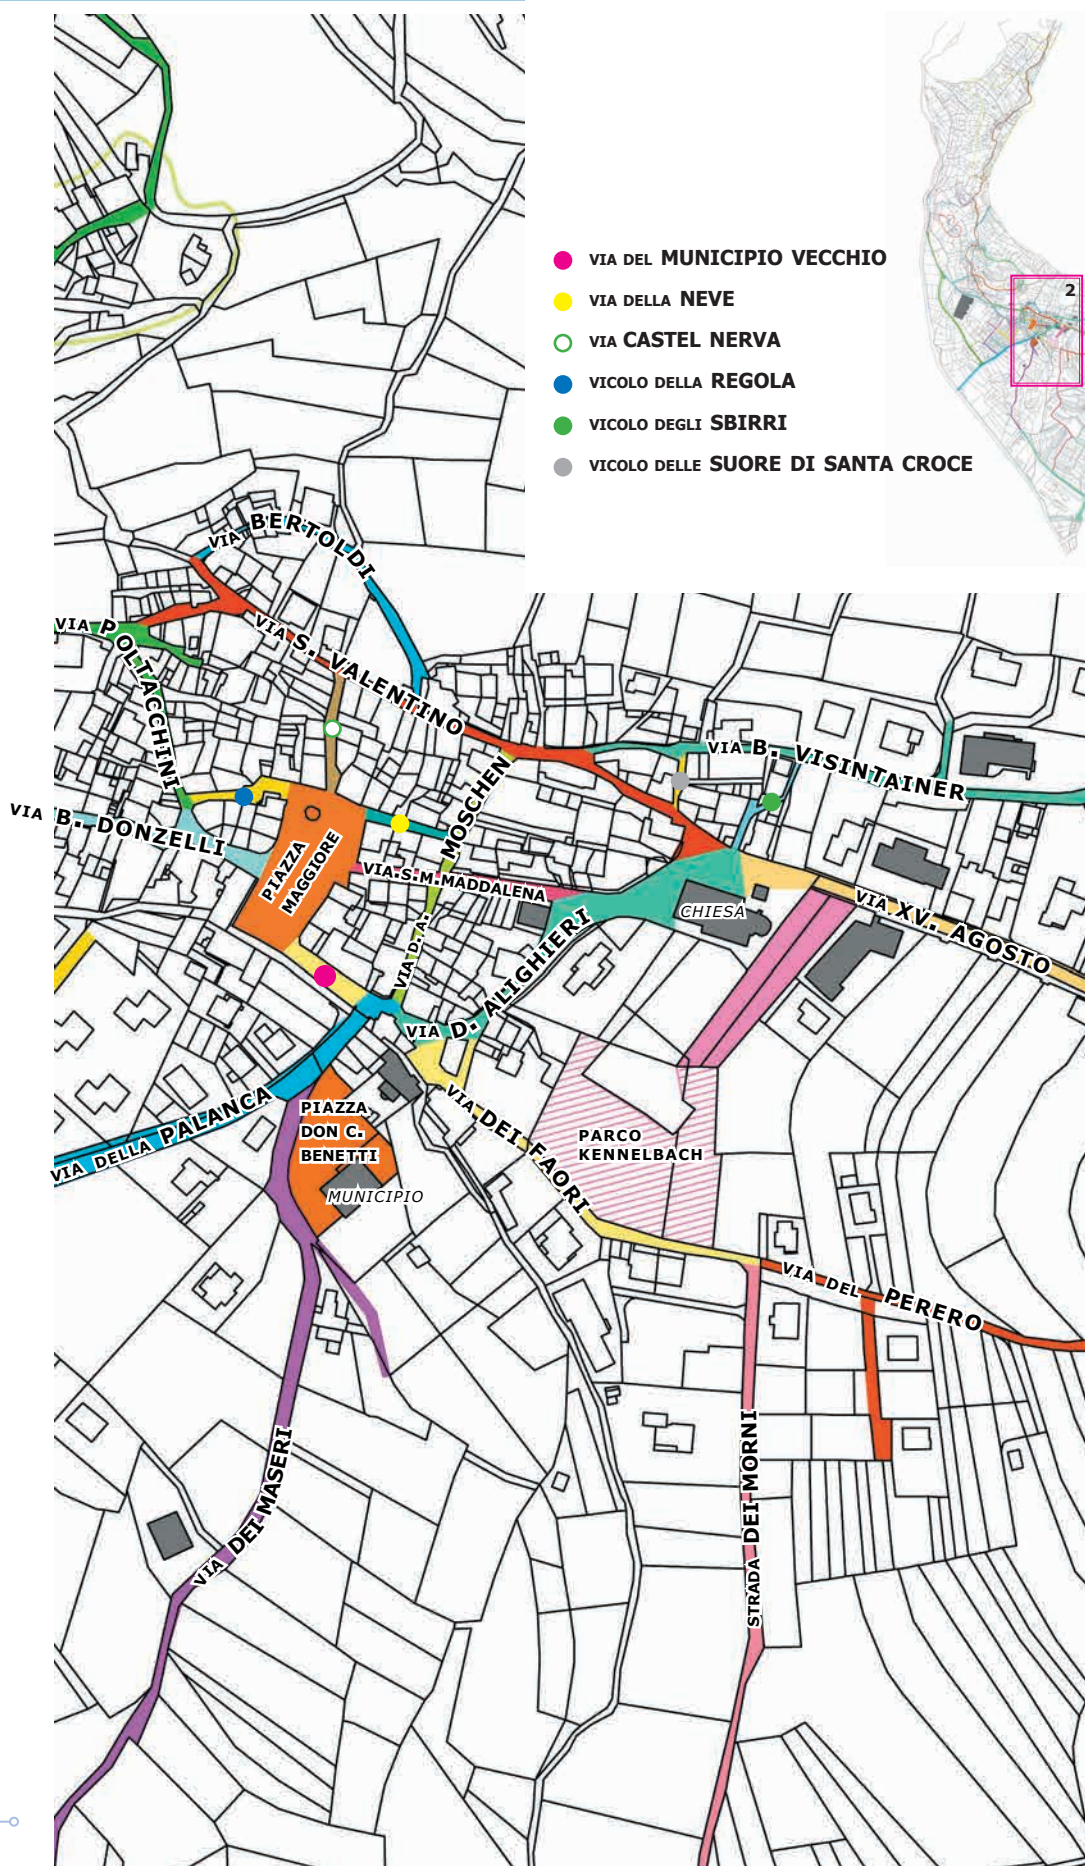 VIA DEL MUNICIPIO VECCHIO
VIA DELLA NEVE
VIA CASTEL NERVA
VICOLO DELLA REGOLA
VICOLO DEGLI SBIRRI
VICOLO DELLE SUORE DI SANTA CROCE
2
VIA BERTOLDI
VIA POLTACCHINI
VIA S. VALENTINO
VIA B. VISINTAINER
VIA B. DONZELLI
MOSCHEN
PIAZZA
MAGGIORE
VIA S.M. MADDALENA
CHIESA
VIA XV. AGOSTO
VIA D. A.
VIA D. ALIGHIERI
VIA DELLA PALANCA
PIAZZA
DON C.
BENETTI
MUNICIPIO
VIA DEI FAORI
PARCO
KENNELBACH
VIA DEL PERERO
VIA DEI MASERI
STRADA DEI MORNI